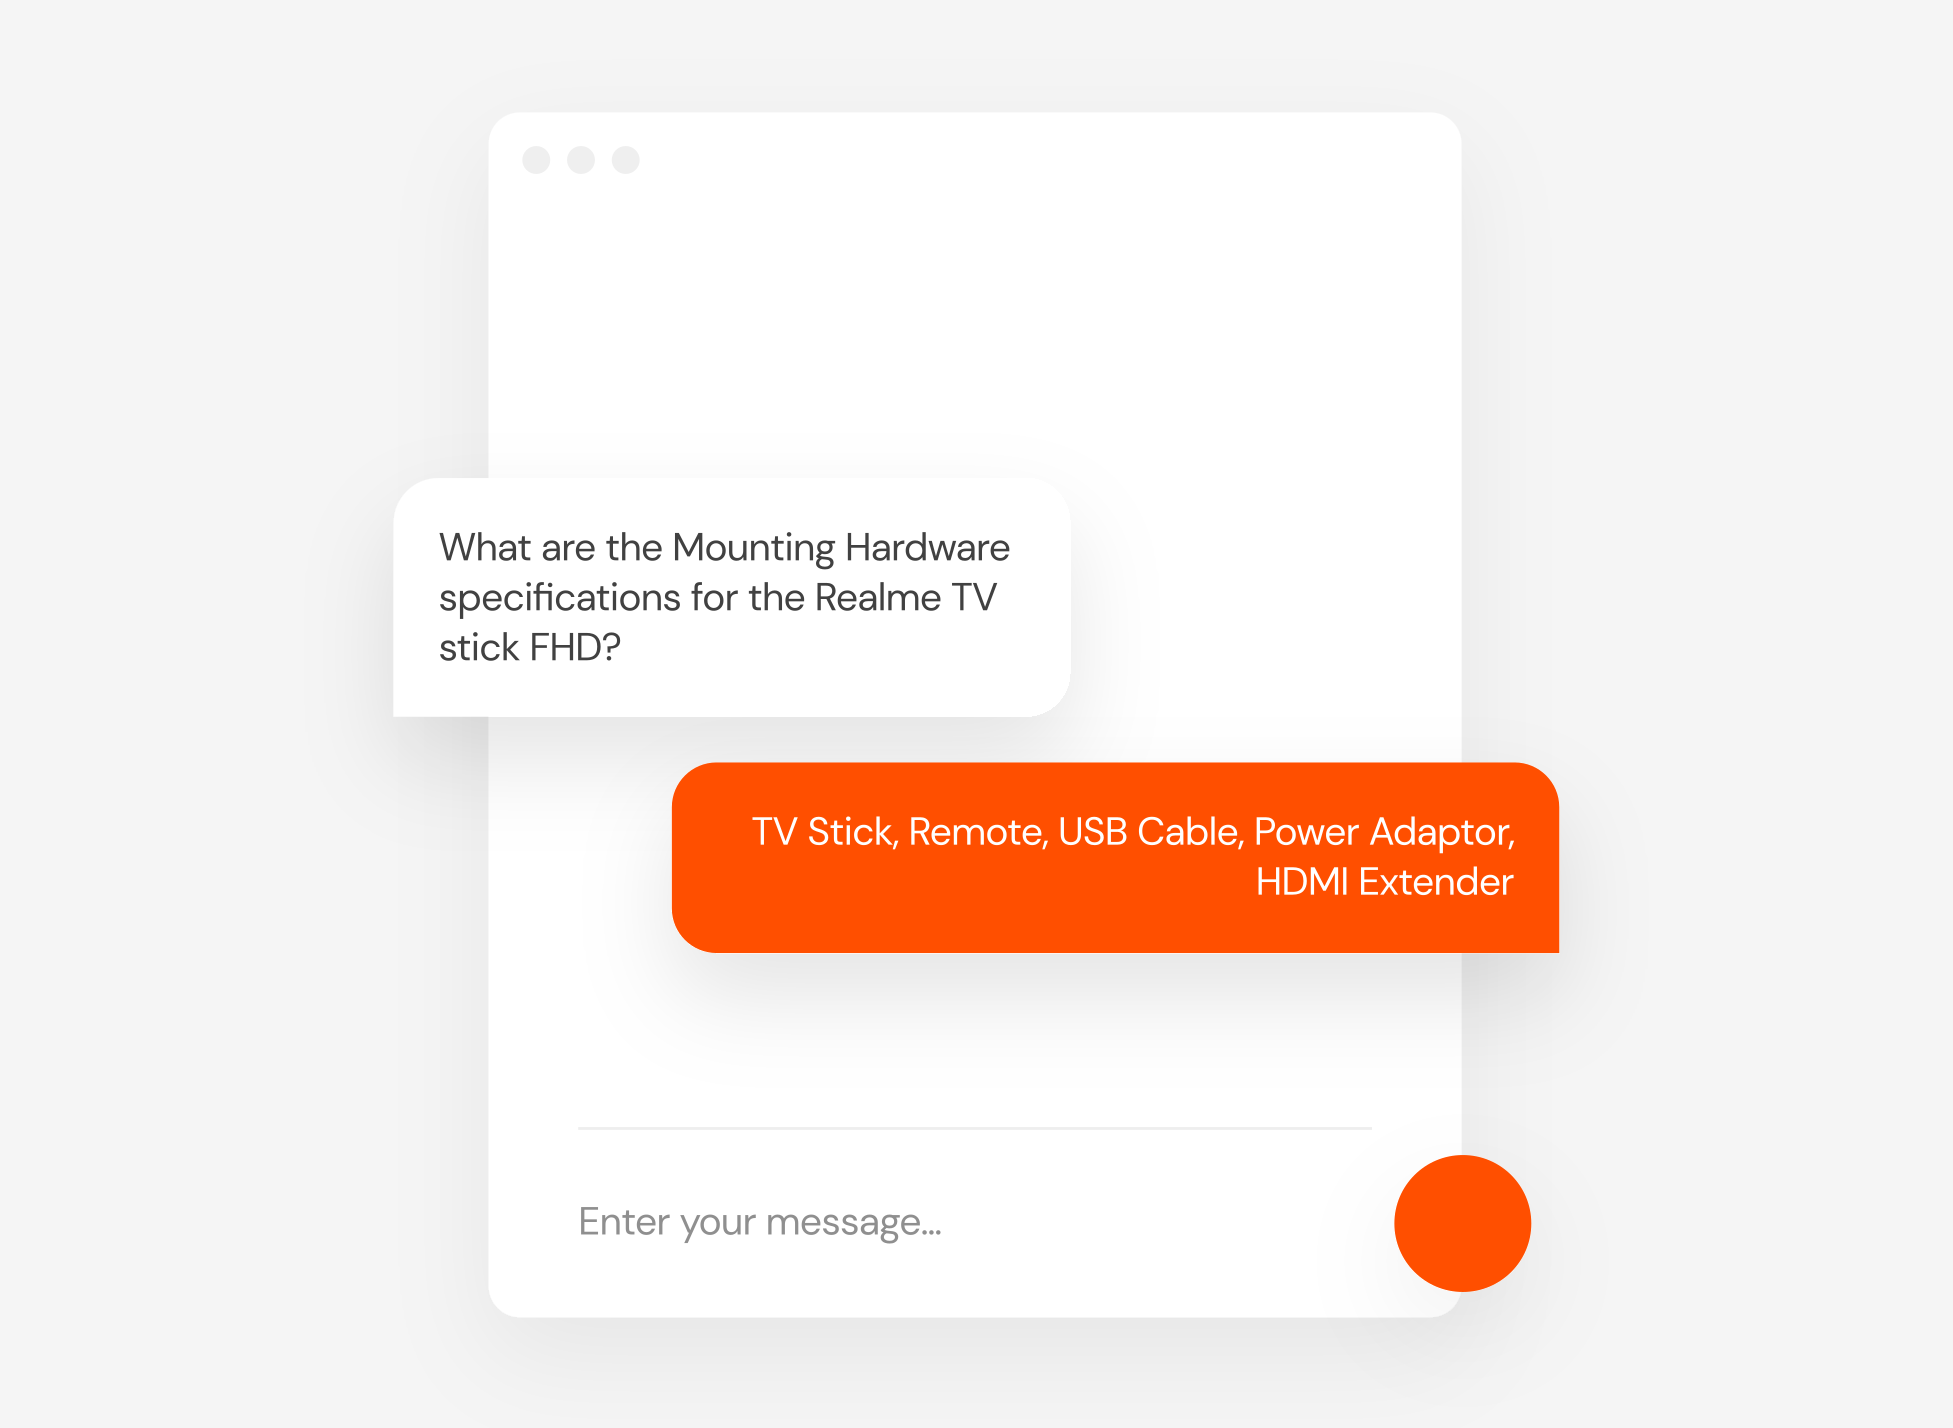 What are the Mounting Hardware
specifications for the Realme TV
stick FHD?
TV Stick, Remote, USB Cable, Power Adaptor,
HDMI Extender
Enter your message...